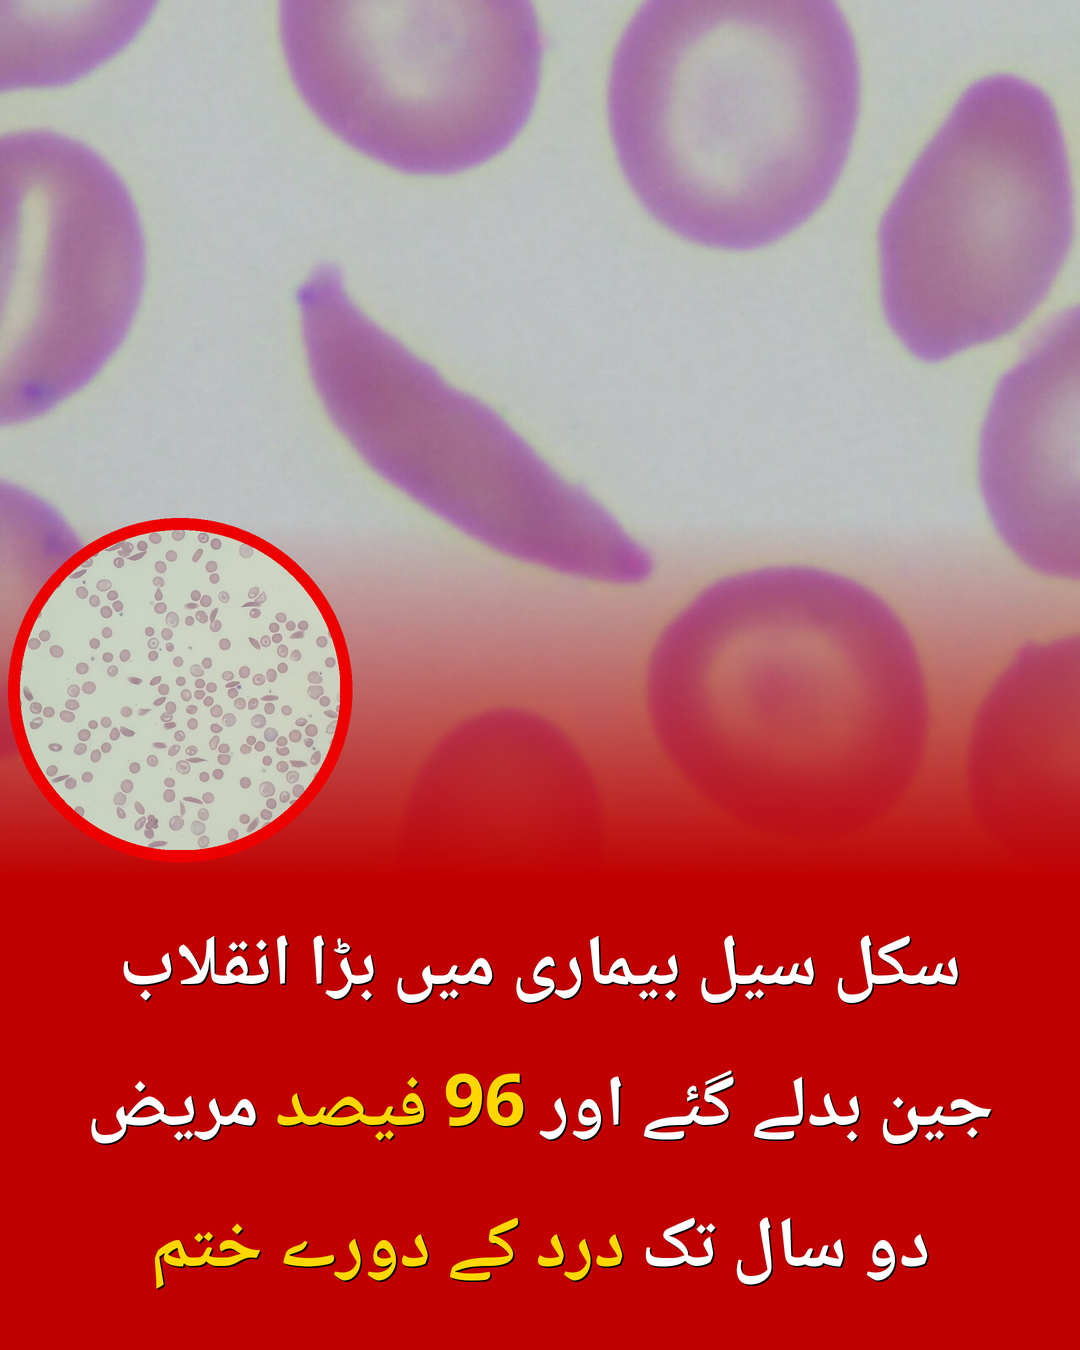 سکل سیل بیماری میں بڑا انقلاب
جین بدلے گئے اور 96 فیصد مریض
دو سال تک درد کے دورے ختم